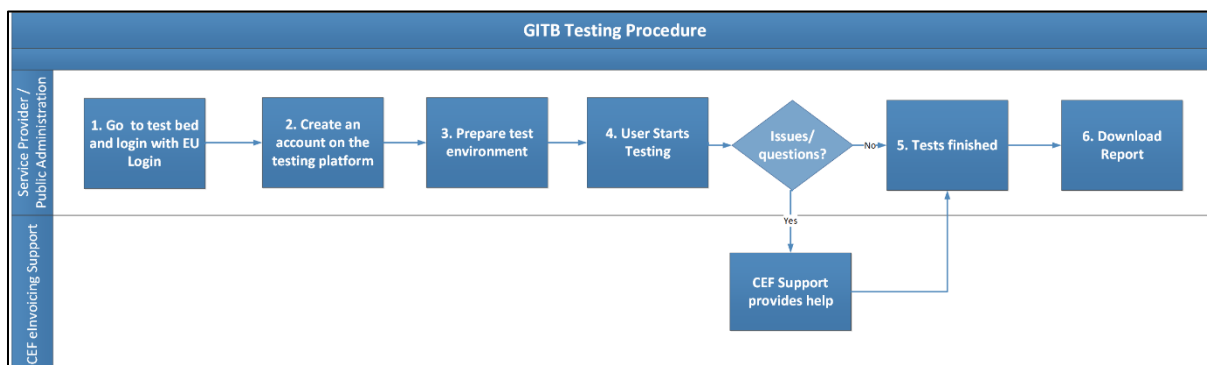 GITB Testing Procedure
Service Provider /
Public Administration
1. Go to test bed
and login with EU
Login
2. Create an
account on the
testing platform
3. Prepare test
environment
4. User Starts
Testing
Issues/
questions?
No
5. Tests finished
6. Download
Report
Yes
CEF eInvoicing Support
CEF Support
provides help